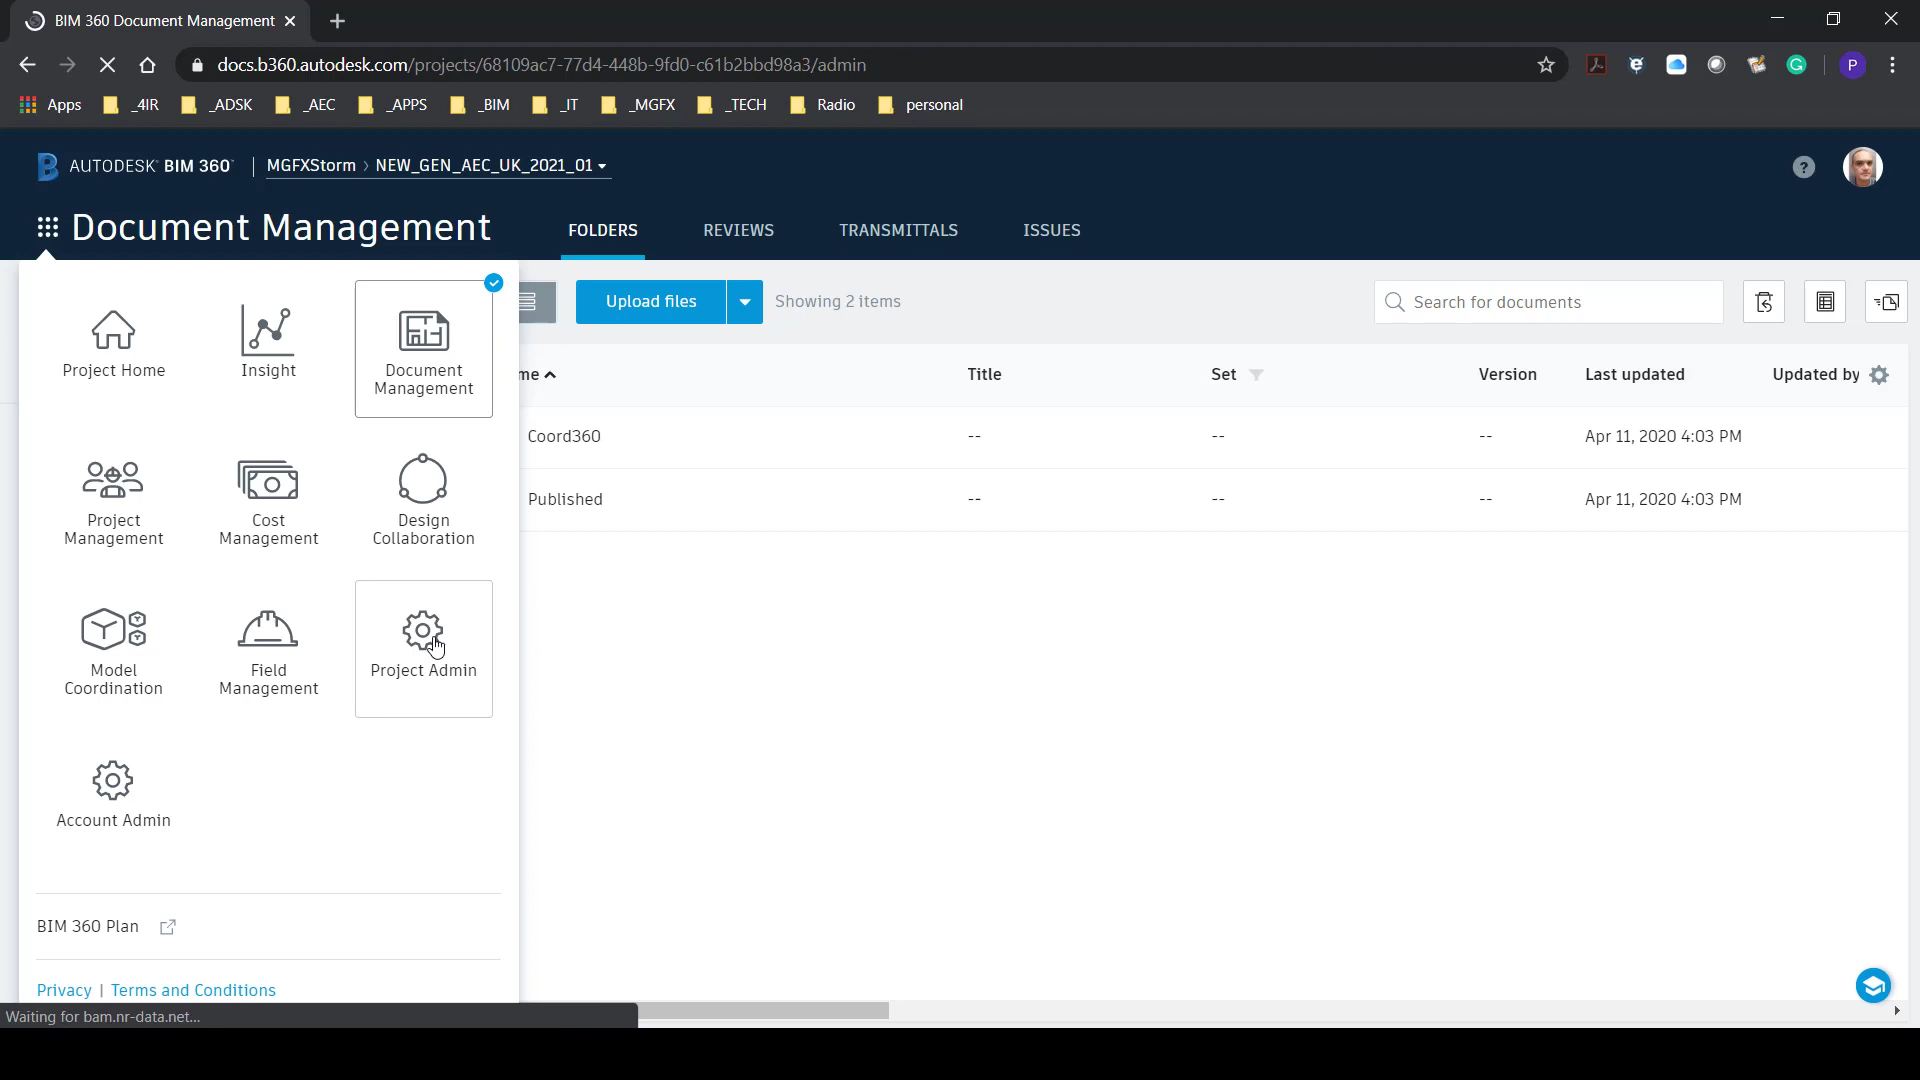 BIM 360 Document Management
docs.b360.autodesk.com/projects/68109ac7-77d4-448b-9fd0-c61b2bbd98a3/admin
P
Apps _4IR _ADSK _AEC _APPS _BIM _IT _MGFX _TECH Radio personal
AUTODESK BIM 360 MGFXStorm > NEW_GEN_AEC_UK_2021_01
Document Management FOLDERS REVIEWS TRANSMITTALS ISSUES
Upload files Showing 2 items Search for documents
me Title Set Version Last updated Updated by
Coord360 -- -- -- Apr 11, 2020 4:03 PM
Published -- -- -- Apr 11, 2020 4:03 PM
Project Home
Insight
Document
Management
Project
Management
Cost
Management
Design
Collaboration
Model
Coordination
Field
Management
Project Admin
Account Admin
BIM 360 Plan
Privacy | Terms and Conditions
Waiting for bam.nr-data.net...